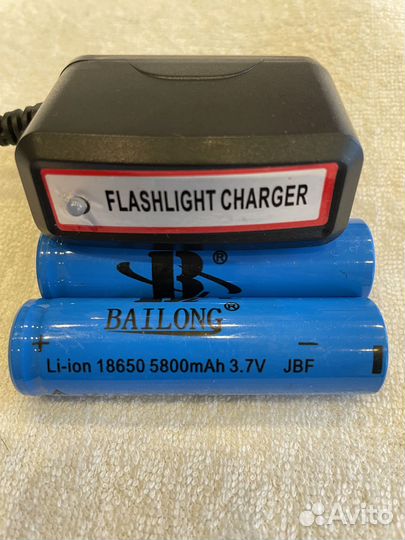 FLASHLIGHT CHARGER
B®
BAILONG®
+ −
Li-ion 18650 5800mAh 3.7V JBF
Avito